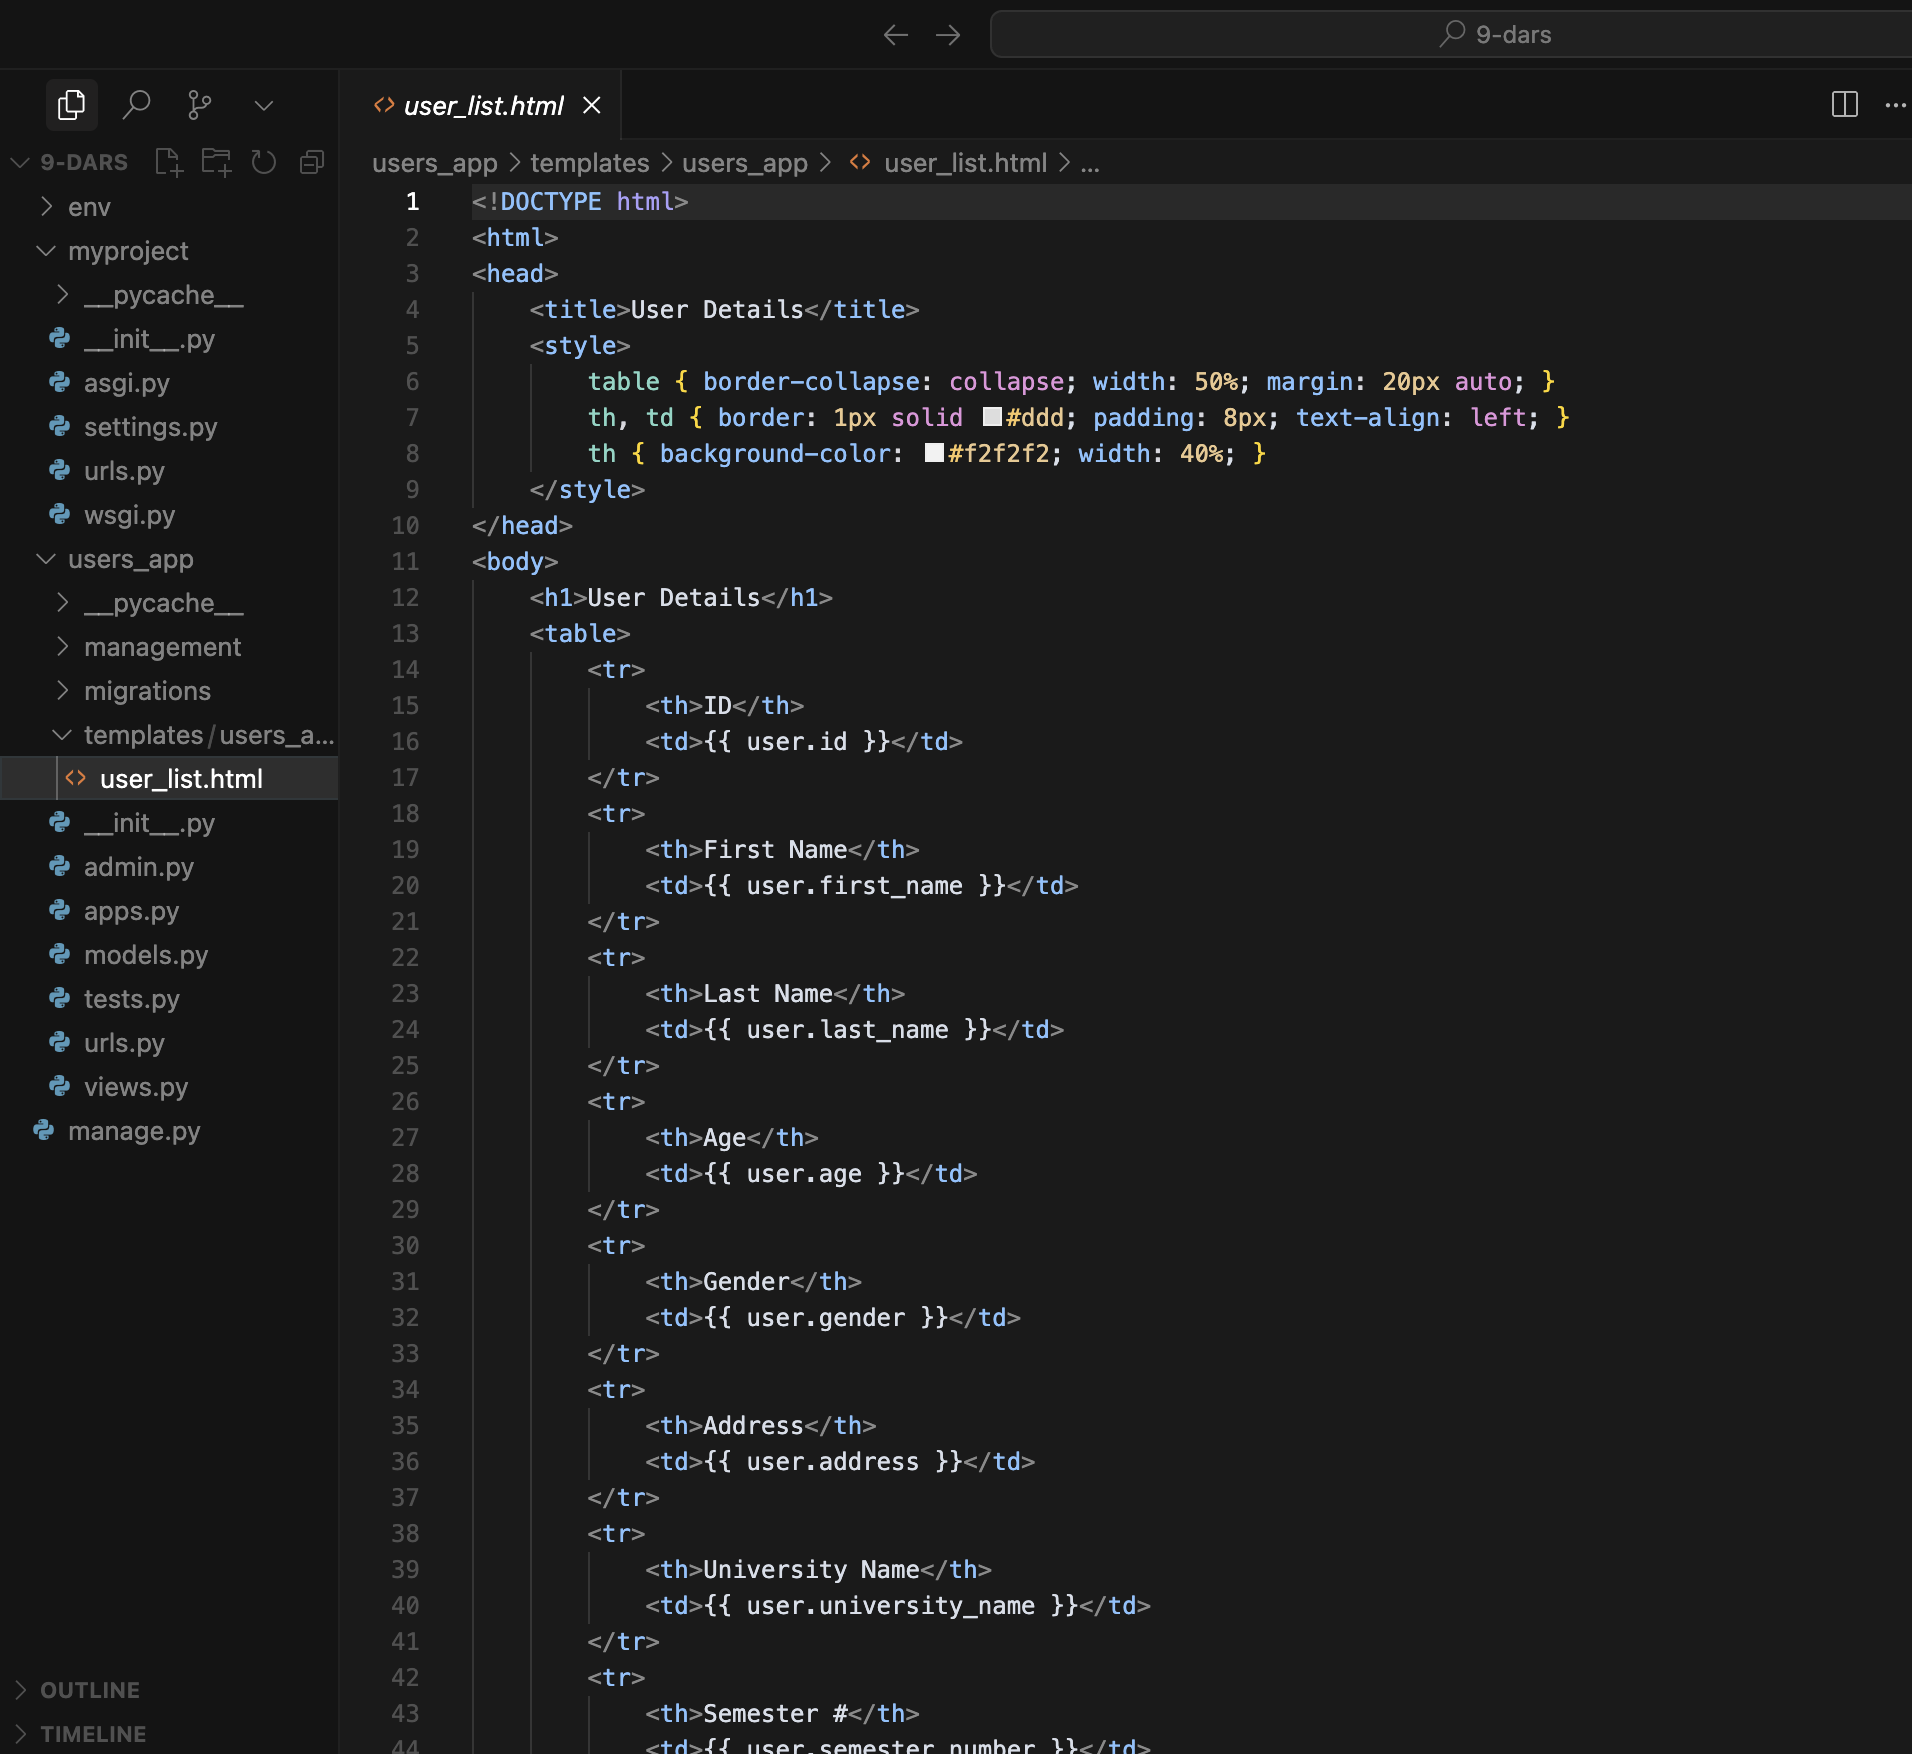 9-dars
user_list.html
9-DARS
users_app > templates > users_app > <> user_list.html > ...
env
myproject
__pycache__
__init__.py
asgi.py
settings.py
urls.py
wsgi.py
users_app
__pycache__
management
migrations
templates/users_a...
user_list.html
__init__.py
admin.py
apps.py
models.py
tests.py
urls.py
views.py
manage.py
OUTLINE
TIMELINE
1 <!DOCTYPE html>
2 <html>
3 <head>
4     <title>User Details</title>
5     <style>
6         table { border-collapse: collapse; width: 50%; margin: 20px auto; }
7         th, td { border: 1px solid #ddd; padding: 8px; text-align: left; }
8         th { background-color: #f2f2f2; width: 40%; }
9     </style>
10 </head>
11 <body>
12     <h1>User Details</h1>
13     <table>
14         <tr>
15             <th>ID</th>
16             <td>{{ user.id }}</td>
17         </tr>
18         <tr>
19             <th>First Name</th>
20             <td>{{ user.first_name }}</td>
21         </tr>
22         <tr>
23             <th>Last Name</th>
24             <td>{{ user.last_name }}</td>
25         </tr>
26         <tr>
27             <th>Age</th>
28             <td>{{ user.age }}</td>
29         </tr>
30         <tr>
31             <th>Gender</th>
32             <td>{{ user.gender }}</td>
33         </tr>
34         <tr>
35             <th>Address</th>
36             <td>{{ user.address }}</td>
37         </tr>
38         <tr>
39             <th>University Name</th>
40             <td>{{ user.university_name }}</td>
41         </tr>
42         <tr>
43             <th>Semester #</th>
44             <td>{{ user.semester_number }}</td>